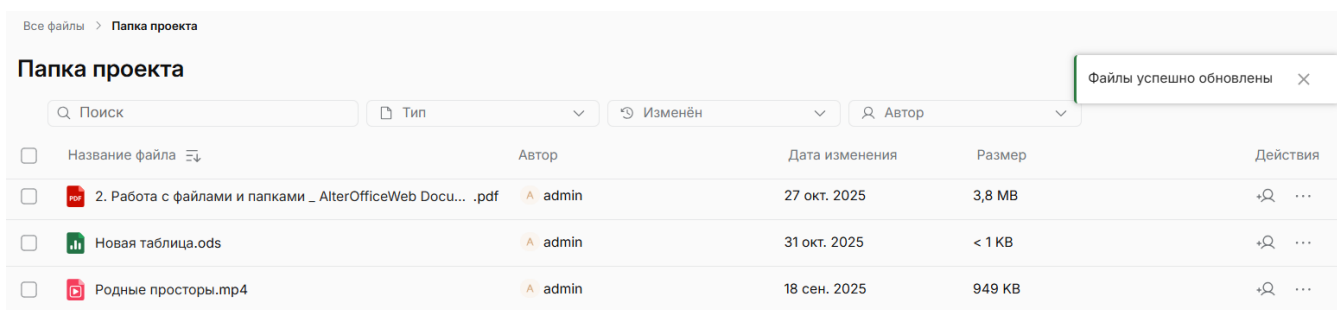 Все файлы > Папка проекта
Папка проекта
Файлы успешно обновлены
Поиск Тип Изменён Автор
Название файла Автор Дата изменения Размер Действия
PDF 2. Работа с файлами и папками _ AlterOfficeWeb Docu... .pdf A admin 27 окт. 2025 3,8 MB
Новая таблица.ods A admin 31 окт. 2025 < 1 KB
Родные просторы.mp4 A admin 18 сен. 2025 949 KB